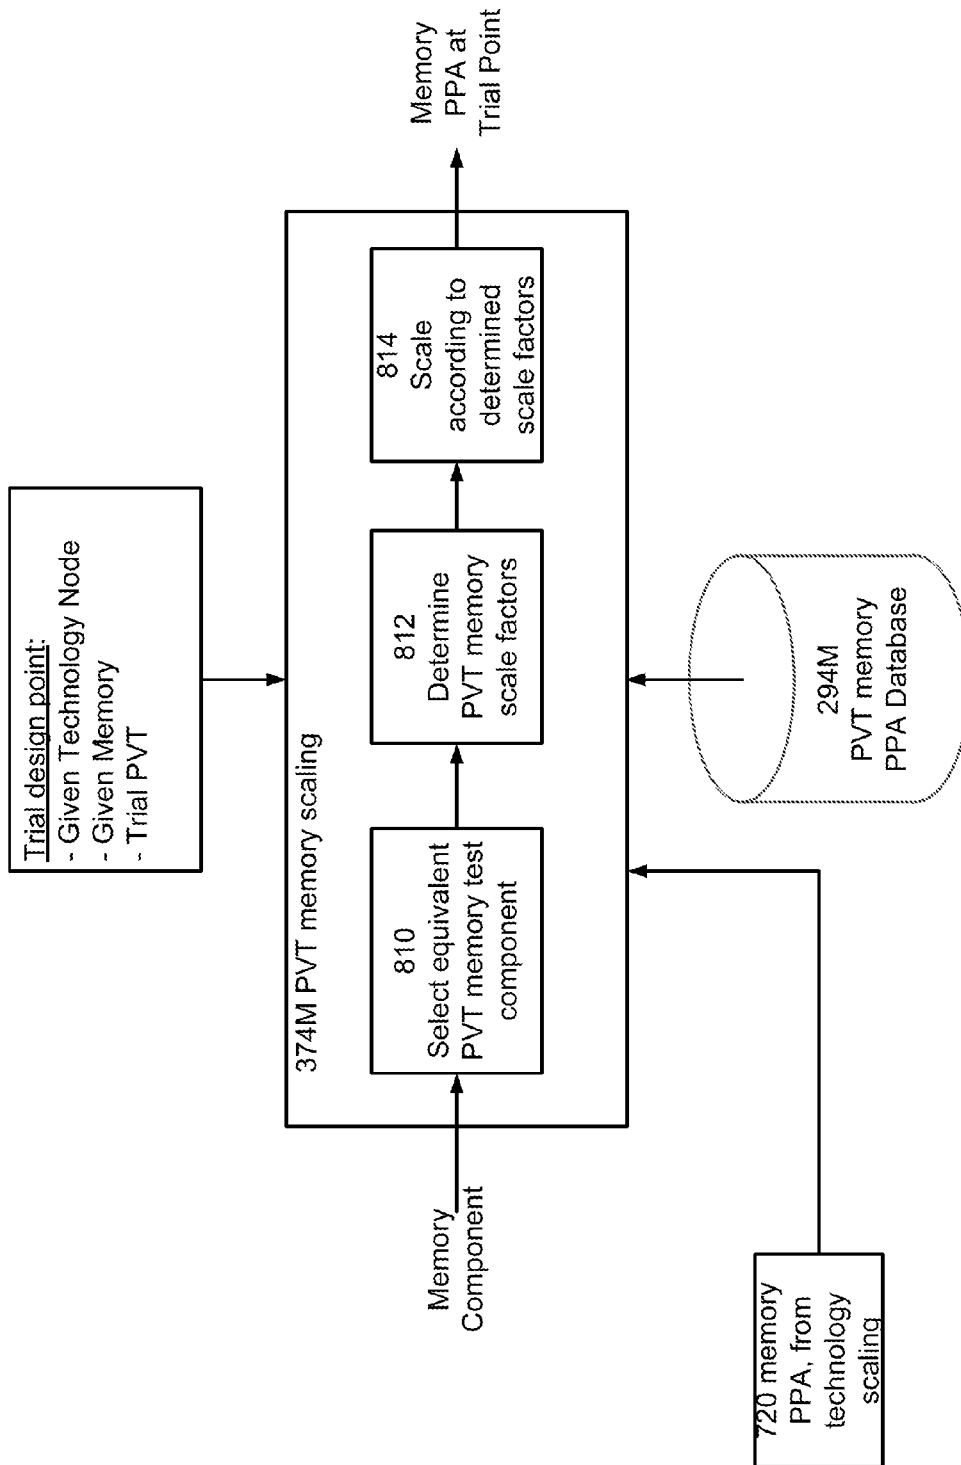 Trial design point:
- Given Technology Node
- Given Memory
- Trial PVT
374M PVT memory scaling
Memory
Component
810
Select equivalent
PVT memory test
component
812
Determine
PVT memory
scale factors
814
Scale
according to
determined
scale factors
Memory
PPA at
Trial Point
720 memory
PPA, from
technology
scaling
294M
PVT memory
PPA Database